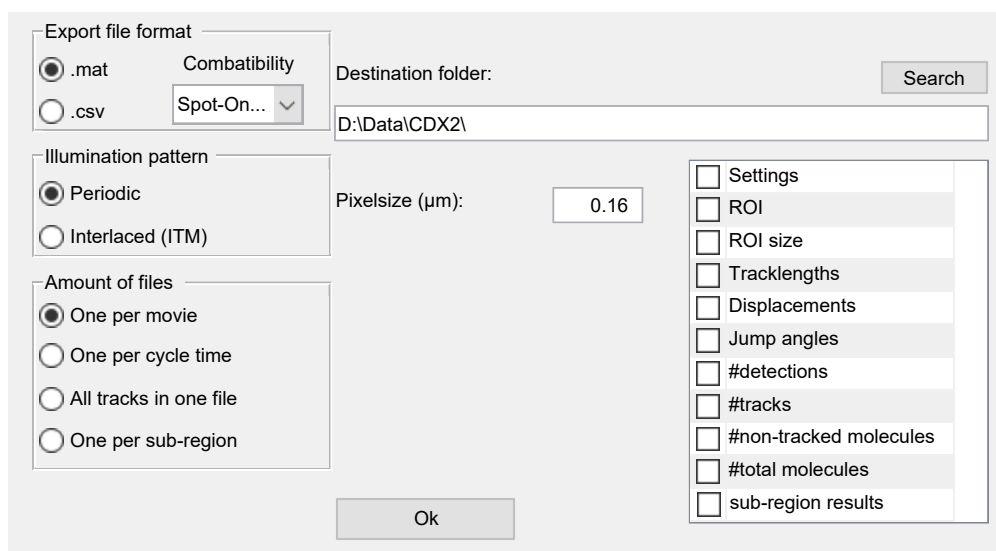 Export file format
.mat
Combatibility
.csv
Spot-On...
Destination folder:
Search
D:\Data\CDX2\
Illumination pattern
Periodic
Interlaced (ITM)
Pixelsize (µm):
0.16
Amount of files
One per movie
One per cycle time
All tracks in one file
One per sub-region
Settings
ROI
ROI size
Tracklengths
Displacements
Jump angles
#detections
#tracks
#non-tracked molecules
#total molecules
sub-region results
Ok